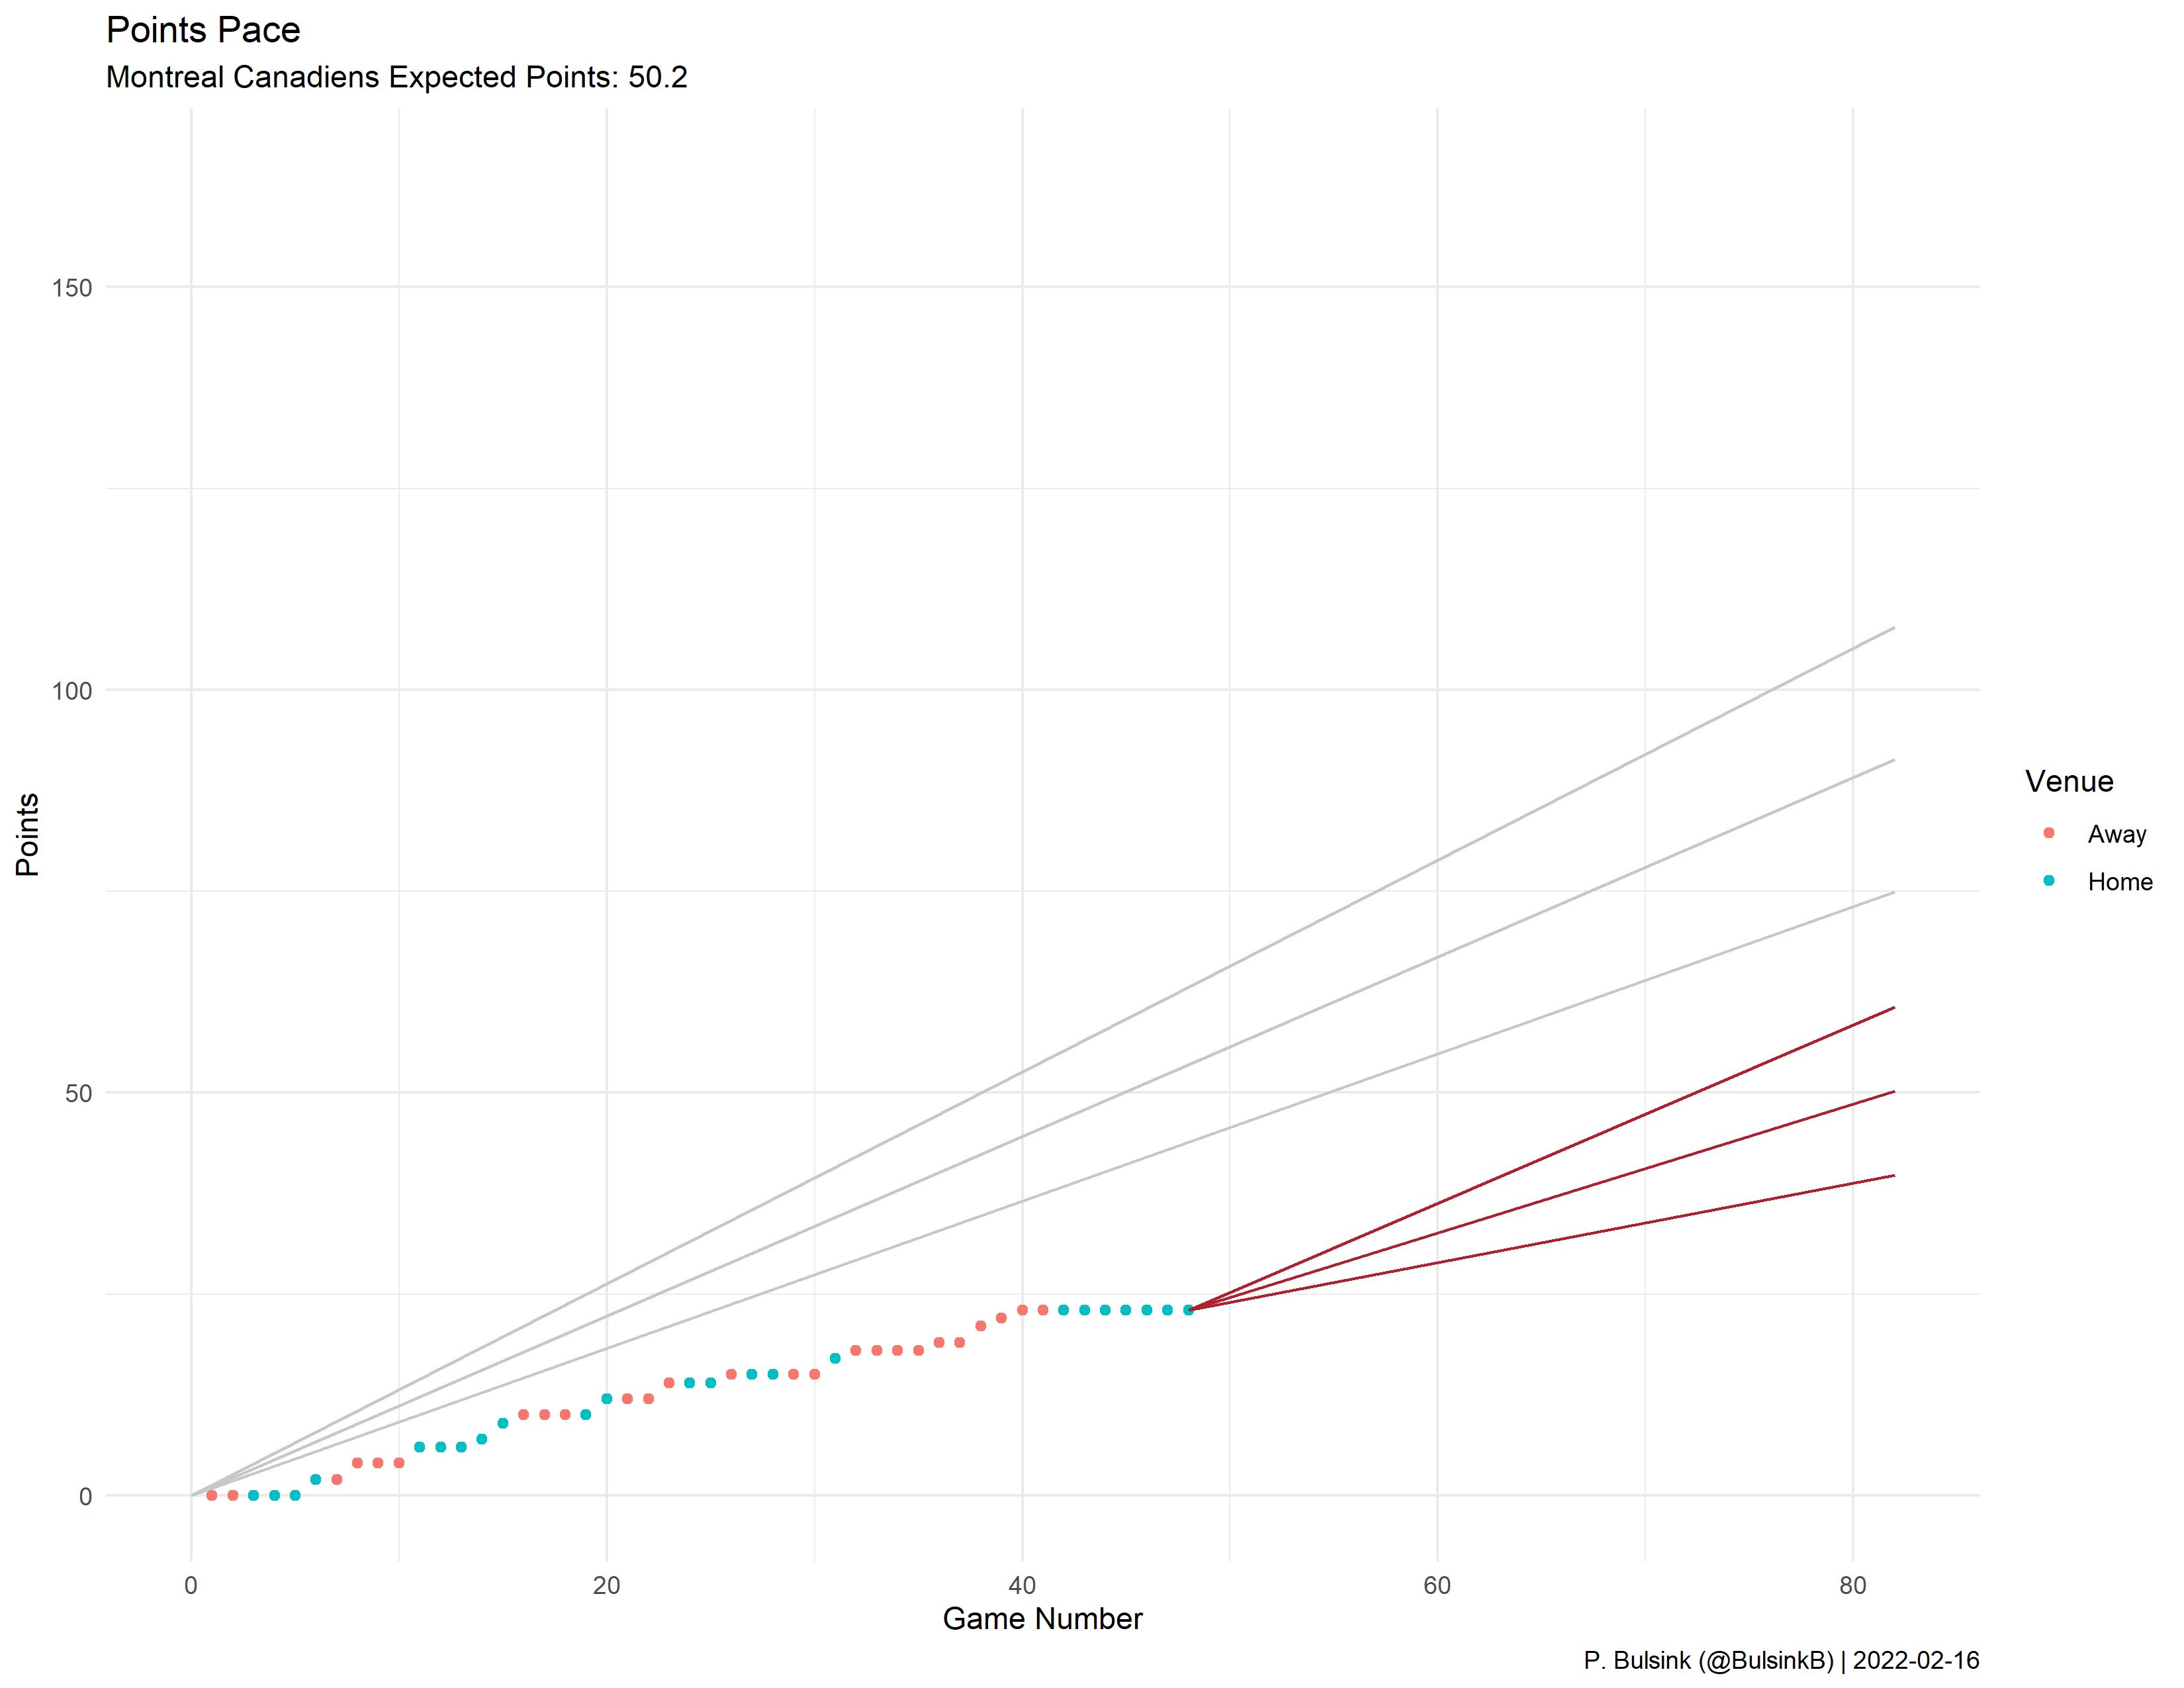 Points Pace
Montreal Canadiens Expected Points: 50.2
150
100
50
0
Points
0 20 40 60 80
Game Number
Venue
Away
Home
P. Bulsink (@BulsinkB) | 2022-02-16